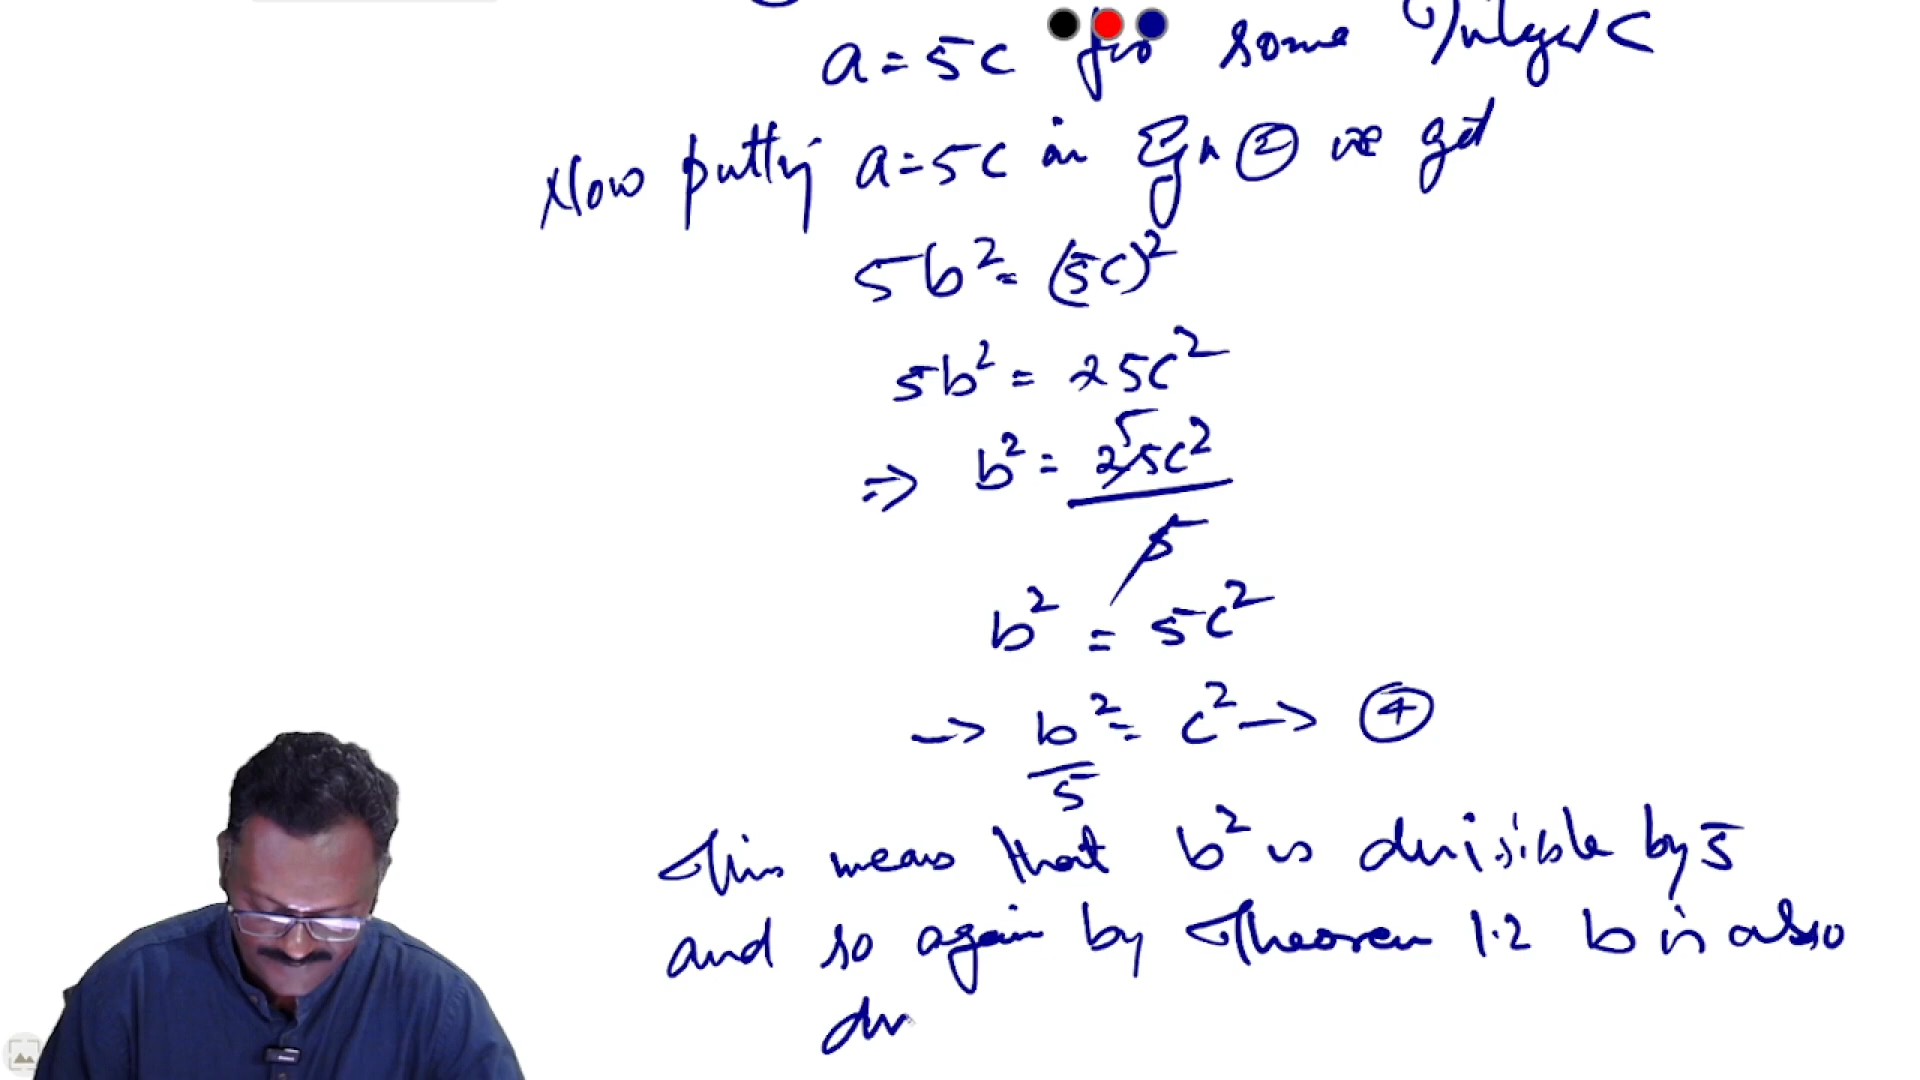 a = 5c for some Integer C
Now putting a = 5c in Eqn ② we get
5b² = (5c)²
5b² = 25c²
=> b² = 25c² / 5
5
b² = 5c²
-> b²/5 = c² -> ④
This means that b² is divisible by 5
and so again by Theorem 1.2 b is also
div